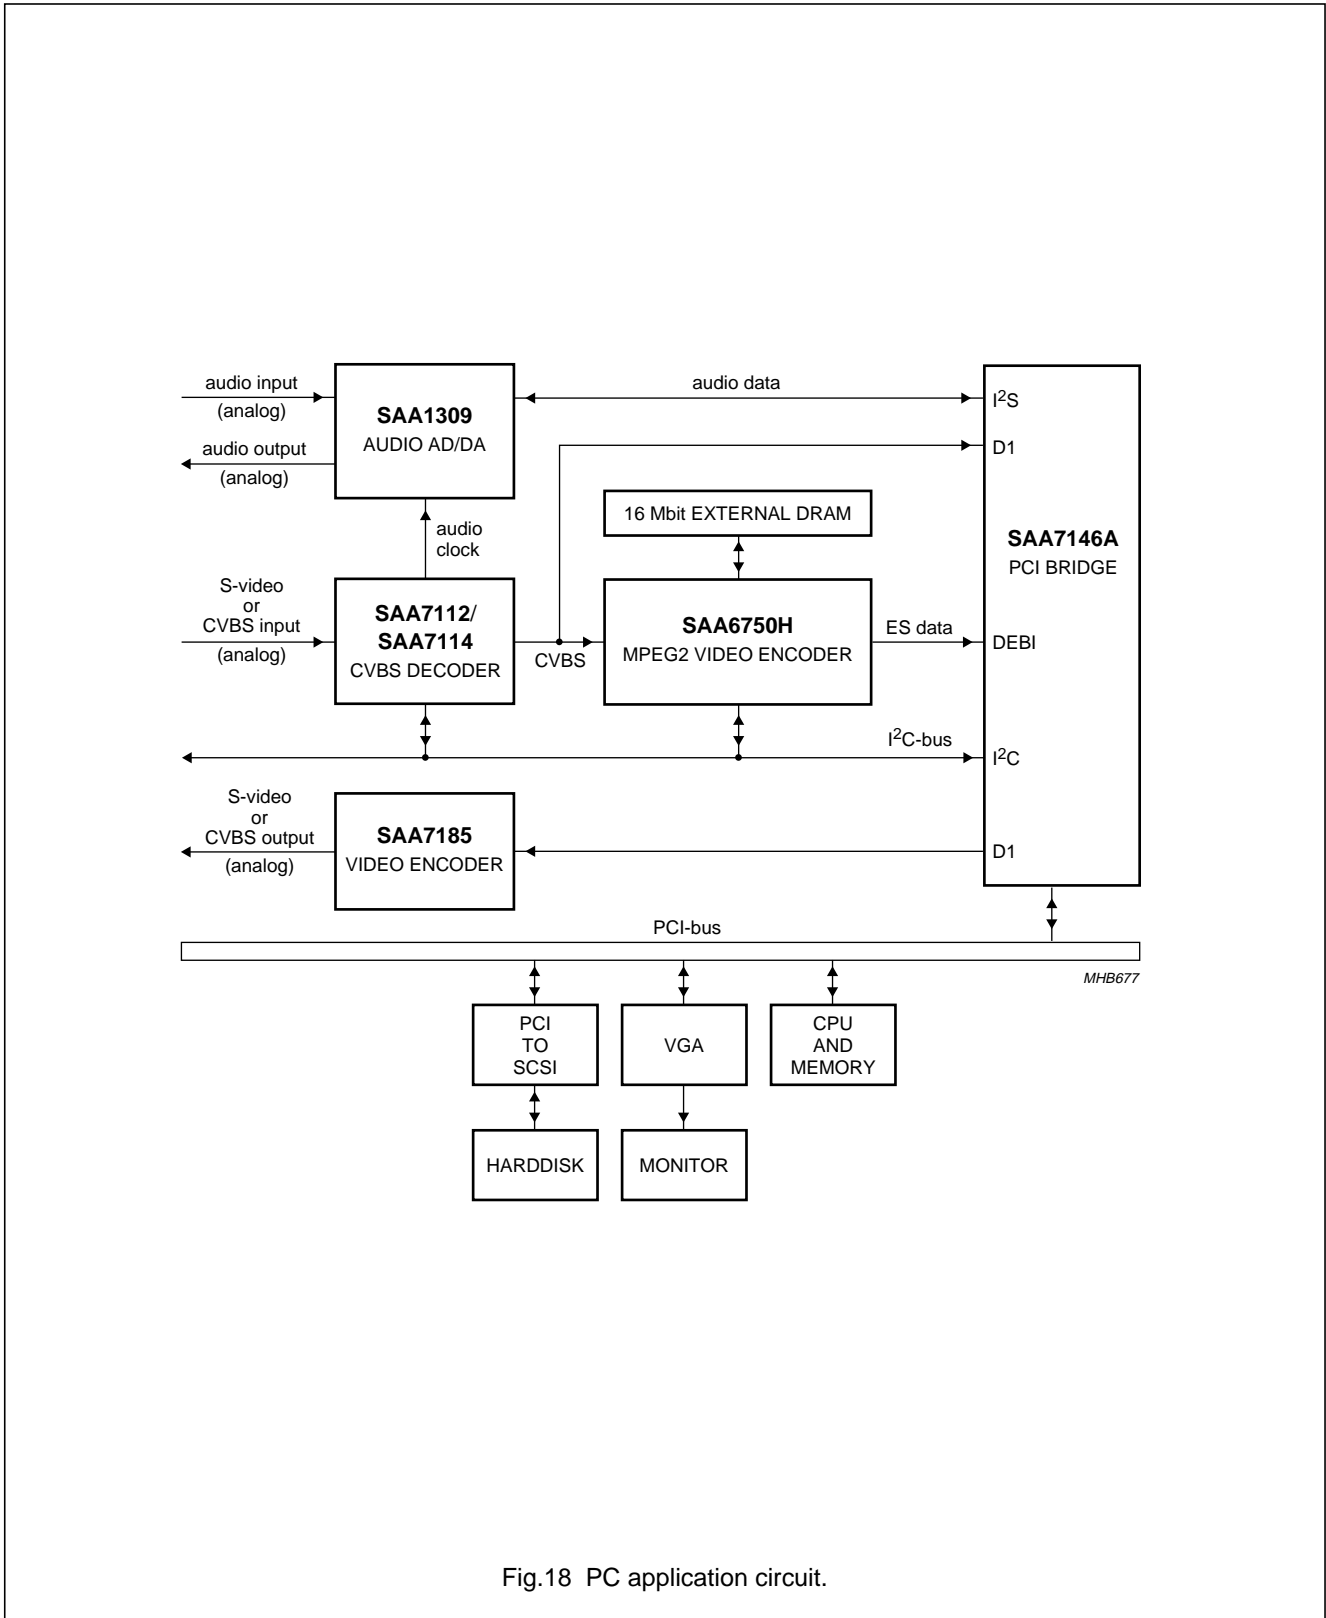 audio input
(analog)
audio output
(analog)
SAA1309
AUDIO AD/DA
audio data
I2S
D1
audio
clock
16 Mbit EXTERNAL DRAM
SAA7146A
PCI BRIDGE
S-video
or
CVBS input
(analog)
SAA7112/
SAA7114
CVBS DECODER
CVBS
SAA6750H
MPEG2 VIDEO ENCODER
ES data
DEBI
I2C-bus
I2C
S-video
or
CVBS output
(analog)
SAA7185
VIDEO ENCODER
D1
PCI-bus
MHB677
PCI
TO
SCSI
VGA
CPU
AND
MEMORY
HARDDISK
MONITOR
Fig.18 PC application circuit.